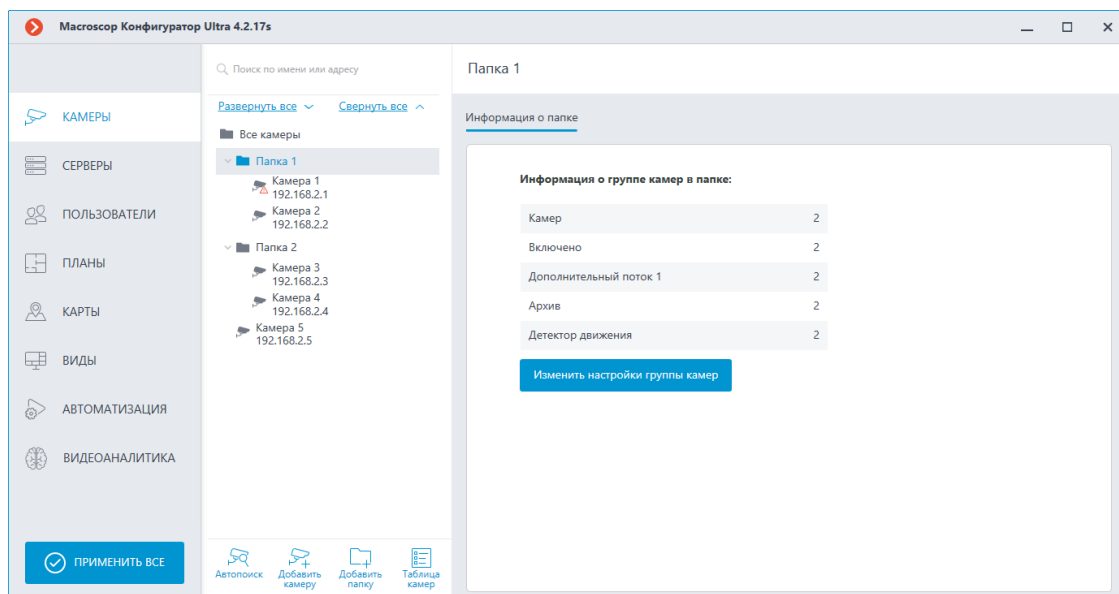 Macroscop Конфигуратор Ultra 4.2.17s
КАМЕРЫ
СЕРВЕРЫ
ПОЛЬЗОВАТЕЛИ
ПЛАНЫ
КАРТЫ
ВИДЫ
АВТОМАТИЗАЦИЯ
ВИДЕОАНАЛИТИКА
ПРИМЕНИТЬ ВСЕ
Поиск по имени или адресу
Развернуть все Свернуть все
Все камеры
Папка 1
Камера 1
192.168.2.1
Камера 2
192.168.2.2
Папка 2
Камера 3
192.168.2.3
Камера 4
192.168.2.4
Камера 5
192.168.2.5
Автопоиск
Добавить
камеру
Добавить
папку
Таблица
камер
Папка 1
Информация о папке
Информация о группе камер в папке:
Камер 2
Включено 2
Дополнительный поток 1 2
Архив 2
Детектор движения 2
Изменить настройки группы камер